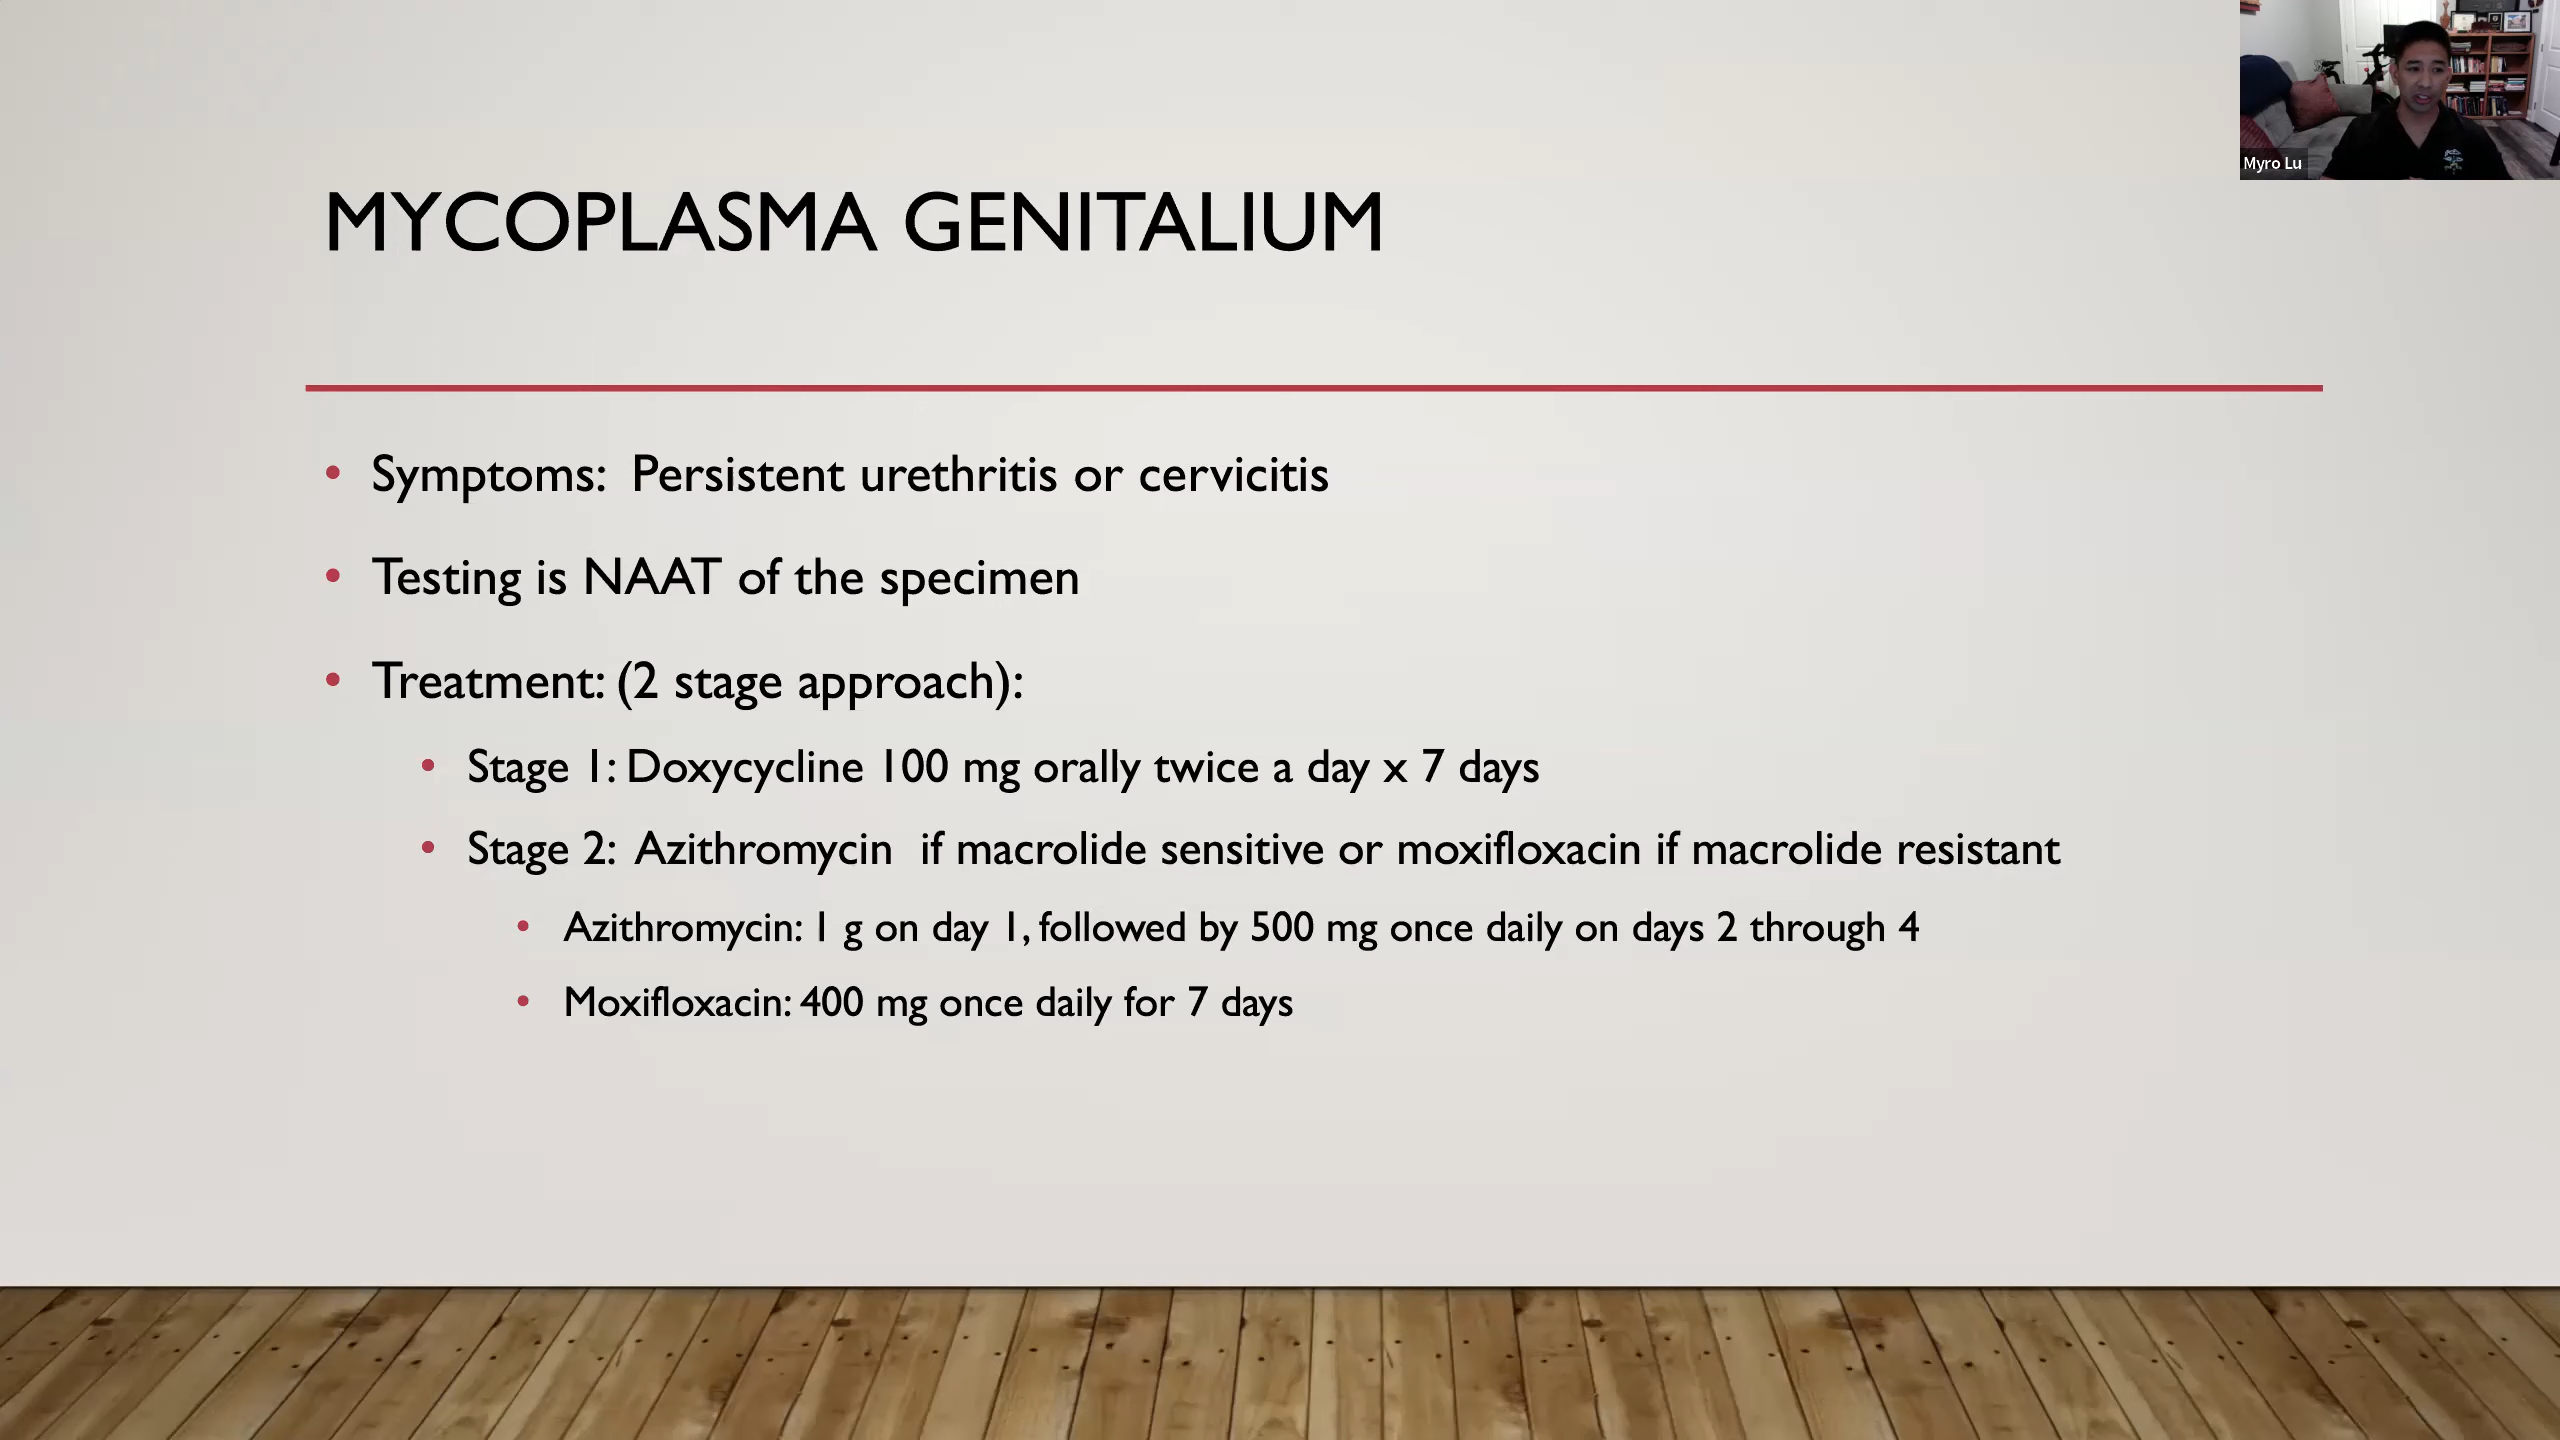 Myro Lu
MYCOPLASMA GENITALIUM
• Symptoms:  Persistent urethritis or cervicitis
• Testing is NAAT of the specimen
• Treatment: (2 stage approach):
• Stage 1: Doxycycline 100 mg orally twice a day x 7 days
• Stage 2:  Azithromycin  if macrolide sensitive or moxifloxacin if macrolide resistant
• Azithromycin: 1 g on day 1, followed by 500 mg once daily on days 2 through 4
• Moxifloxacin: 400 mg once daily for 7 days